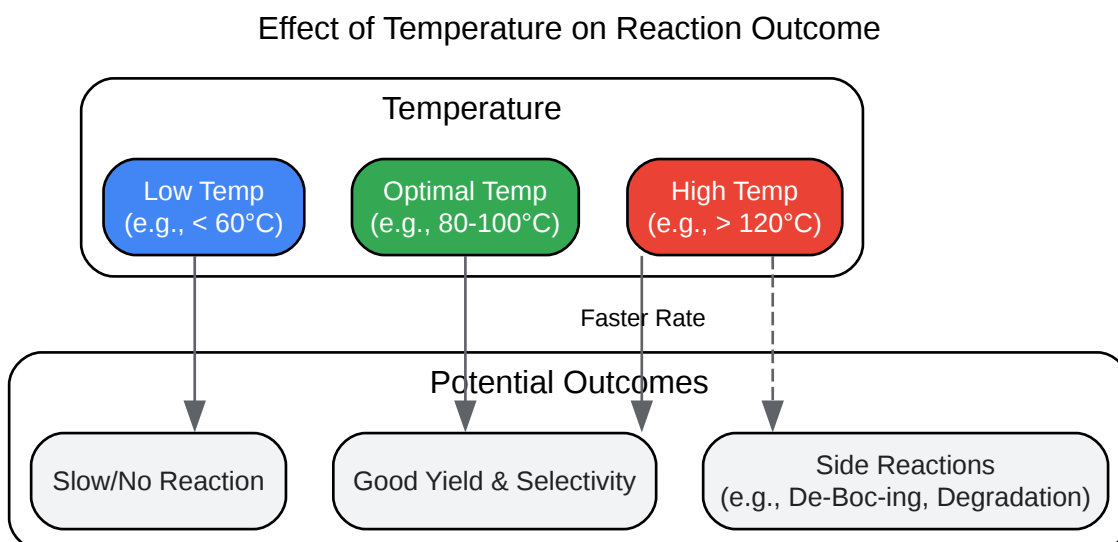 Effect of Temperature on Reaction Outcome
Temperature
Low Temp
(e.g., < 60°C)
Optimal Temp
(e.g., 80-100°C)
High Temp
(e.g., > 120°C)
Faster Rate
Potential Outcomes
Slow/No Reaction
Good Yield & Selectivity
Side Reactions
(e.g., De-Boc-ing, Degradation)